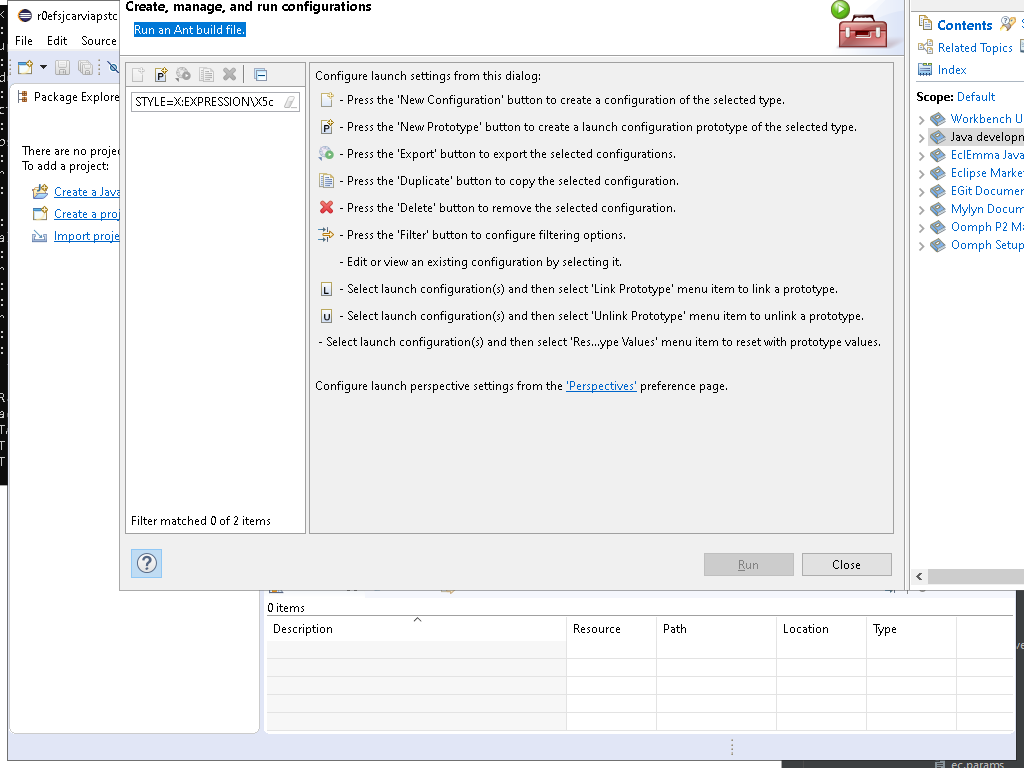 r0efsjcarviapstc
File Edit Source
Package Explore
There are no projec
To add a project:
Create a Java
Create a proj
Import proje
Create, manage, and run configurations
Run an Ant build file.
STYLE=X:EXPRESSION\X5c
Filter matched 0 of 2 items
Configure launch settings from this dialog:
- Press the 'New Configuration' button to create a configuration of the selected type.
P - Press the 'New Prototype' button to create a launch configuration prototype of the selected type.
- Press the 'Export' button to export the selected configurations.
- Press the 'Duplicate' button to copy the selected configuration.
- Press the 'Delete' button to remove the selected configuration.
- Press the 'Filter' button to configure filtering options.
- Edit or view an existing configuration by selecting it.
L - Select launch configuration(s) and then select 'Link Prototype' menu item to link a prototype.
U - Select launch configuration(s) and then select 'Unlink Prototype' menu item to unlink a prototype.
- Select launch configuration(s) and then select 'Res...ype Values' menu item to reset with prototype values.
Configure launch perspective settings from the 'Perspectives' preference page.
? Run Close
Contents
Related Topics
Index
Scope: Default
Workbench U
Java developn
EclEmma Java
Eclipse Marke
EGit Documer
Mylyn Docum
Oomph P2 Ma
Oomph Setup
0 items
Description Resource Path Location Type
ec.params